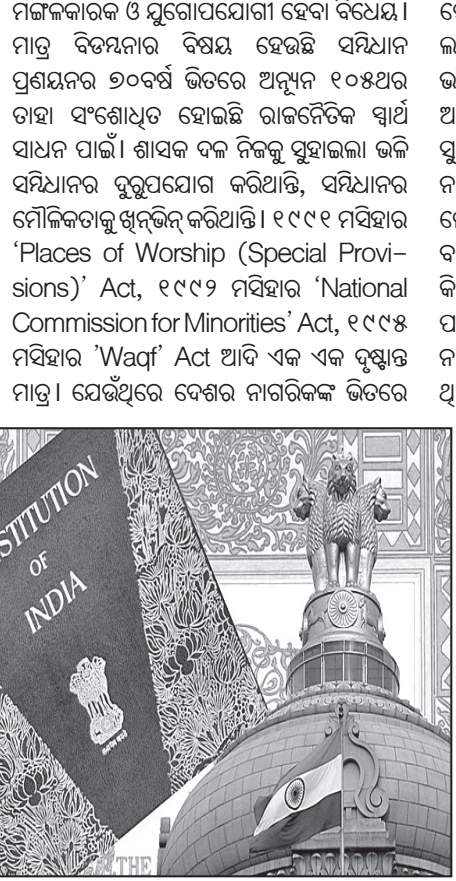 ମଙ୍ଗଳକାରକ ଓ ଯୁଗୋପଯୋଗୀ ହେବା ବିଧେୟ।
ମାତ୍ର ବିଡମ୍ବନାର ବିଷୟ ହେଉଛି ସମ୍ବିଧାନ
ପ୍ରଣୟନର ୭୦ବର୍ଷ ଭିତରେ ଅନ୍ୟୂନ ୧୦୫ଥର
ତାହା ସଂଶୋଧିତ ହୋଇଛି ରାଜନୈତିକ ସ୍ୱାର୍ଥ
ସାଧନ ପାଇଁ। ଶାସକ ଦଳ ନିଜକୁ ସୁହାଇଲା ଭଳି
ସମ୍ବିଧାନର ଦୁରୁପଯୋଗ କରିଥାନ୍ତି, ସମ୍ବିଧାନର
ମୌଳିକତାକୁ ଖିନ୍‌ଭିନ୍ କରିଥାନ୍ତି। ୧୯୯୧ ମସିହାର
‘Places of Worship (Special Provi-
sions)’ Act, ୧୯୯୨ ମସିହାର ‘National
Commission for Minorities’ Act, ୧୯୯୫
ମସିହାର ’Waqf’ Act ଆଦି ଏକ ଏକ ଦୃଷ୍ଟାନ୍ତ
ମାତ୍ର। ଯେଉଁଥିରେ ଦେଶର ନାଗରିକଙ୍କ ଭିତରେ
STITUTION
OF
INDIA
THE